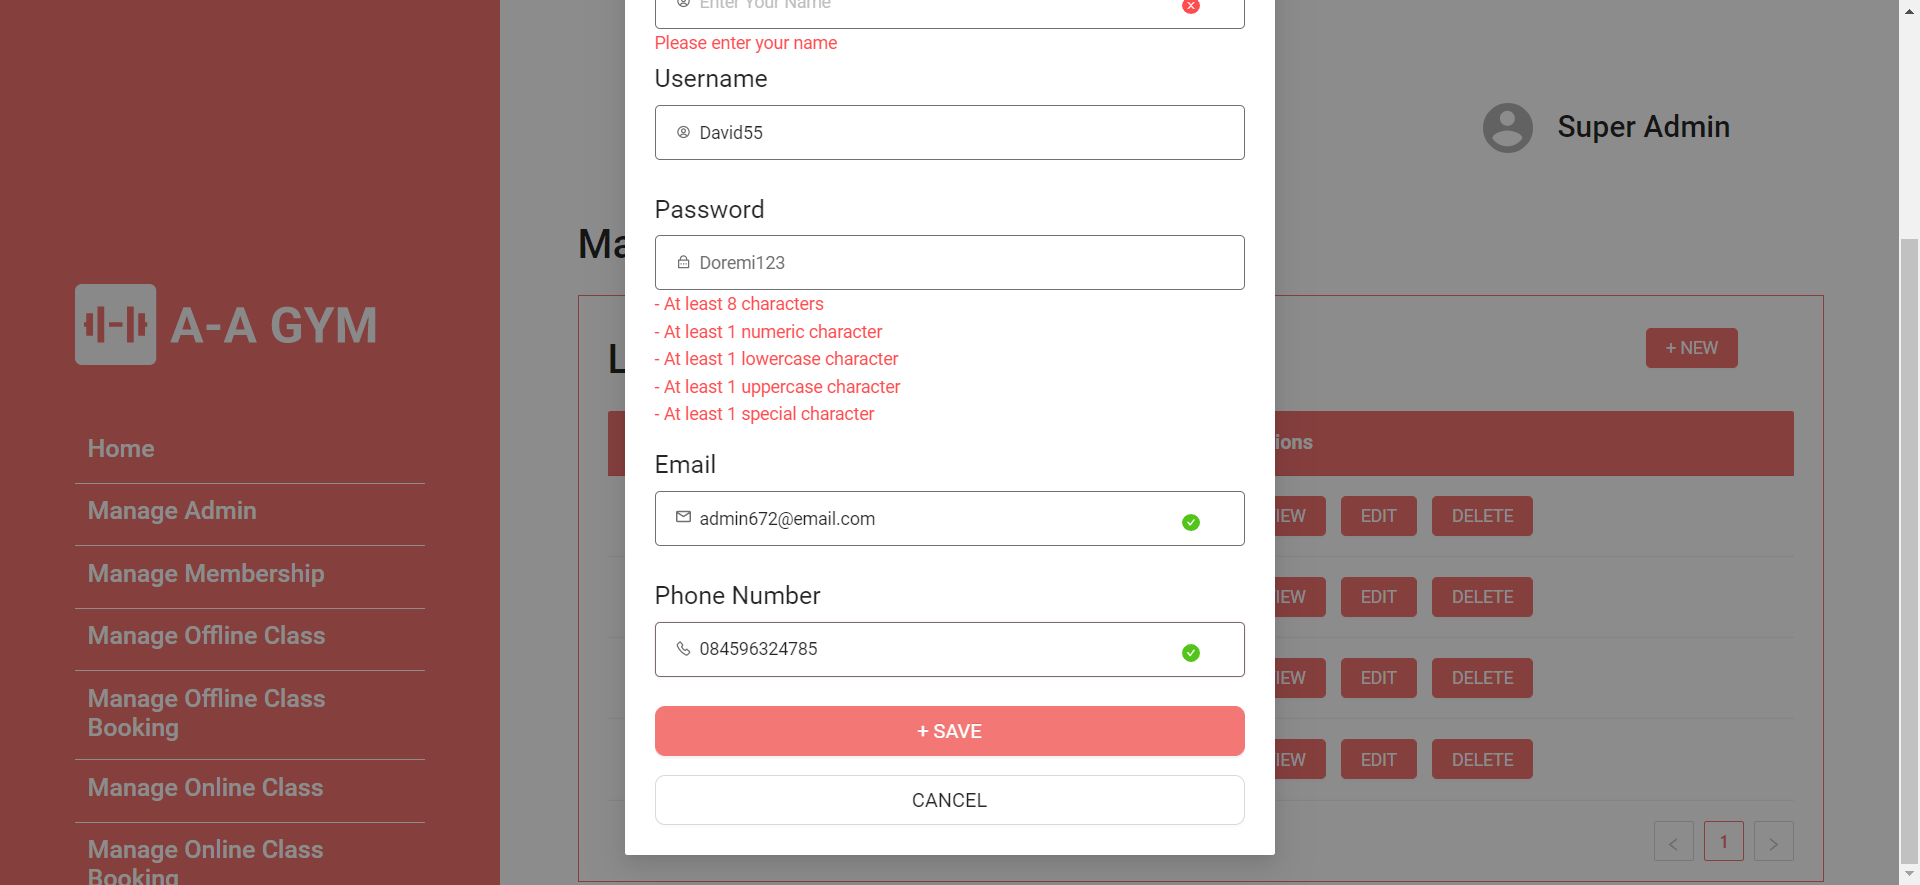 A-A GYM
Home
Manage Admin
Manage Membership
Manage Offline Class
Manage Offline Class
Booking
Manage Online Class
Manage Online Class
Booking
Super Admin
Ma
L
+ NEW
ions
IEW EDIT DELETE
IEW EDIT DELETE
IEW EDIT DELETE
IEW EDIT DELETE
< 1 >
Enter Your Name
Please enter your name
Username
David55
Password
Doremi123
- At least 8 characters
- At least 1 numeric character
- At least 1 lowercase character
- At least 1 uppercase character
- At least 1 special character
Email
admin672@email.com
Phone Number
084596324785
+ SAVE
CANCEL